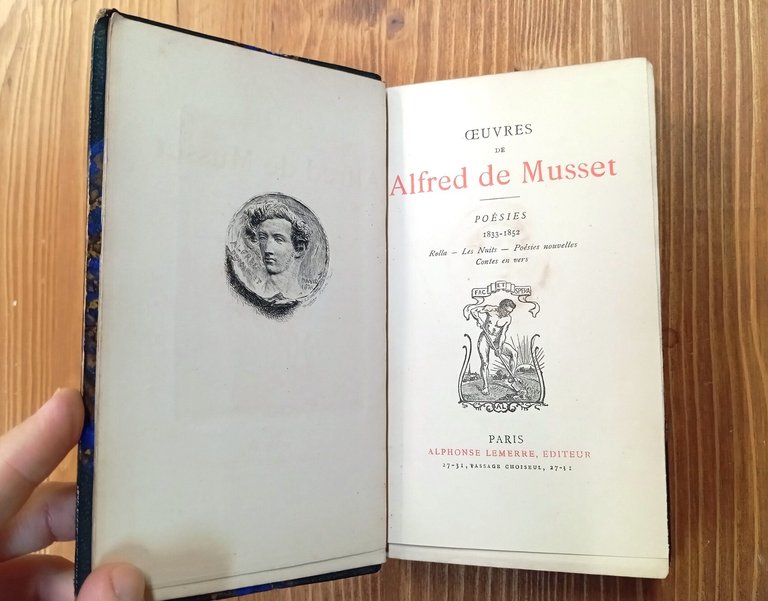 ŒUVRES
DE
Alfred de Musset
POÉSIES
1833-1852
Rolla — Les Nuits — Poésies nouvelles
Contes en vers
FAC ET SPERA
AL
PARIS
ALPHONSE LEMERRE, ÉDITEUR
27-31, PASSAGE CHOISEUL, 27-31